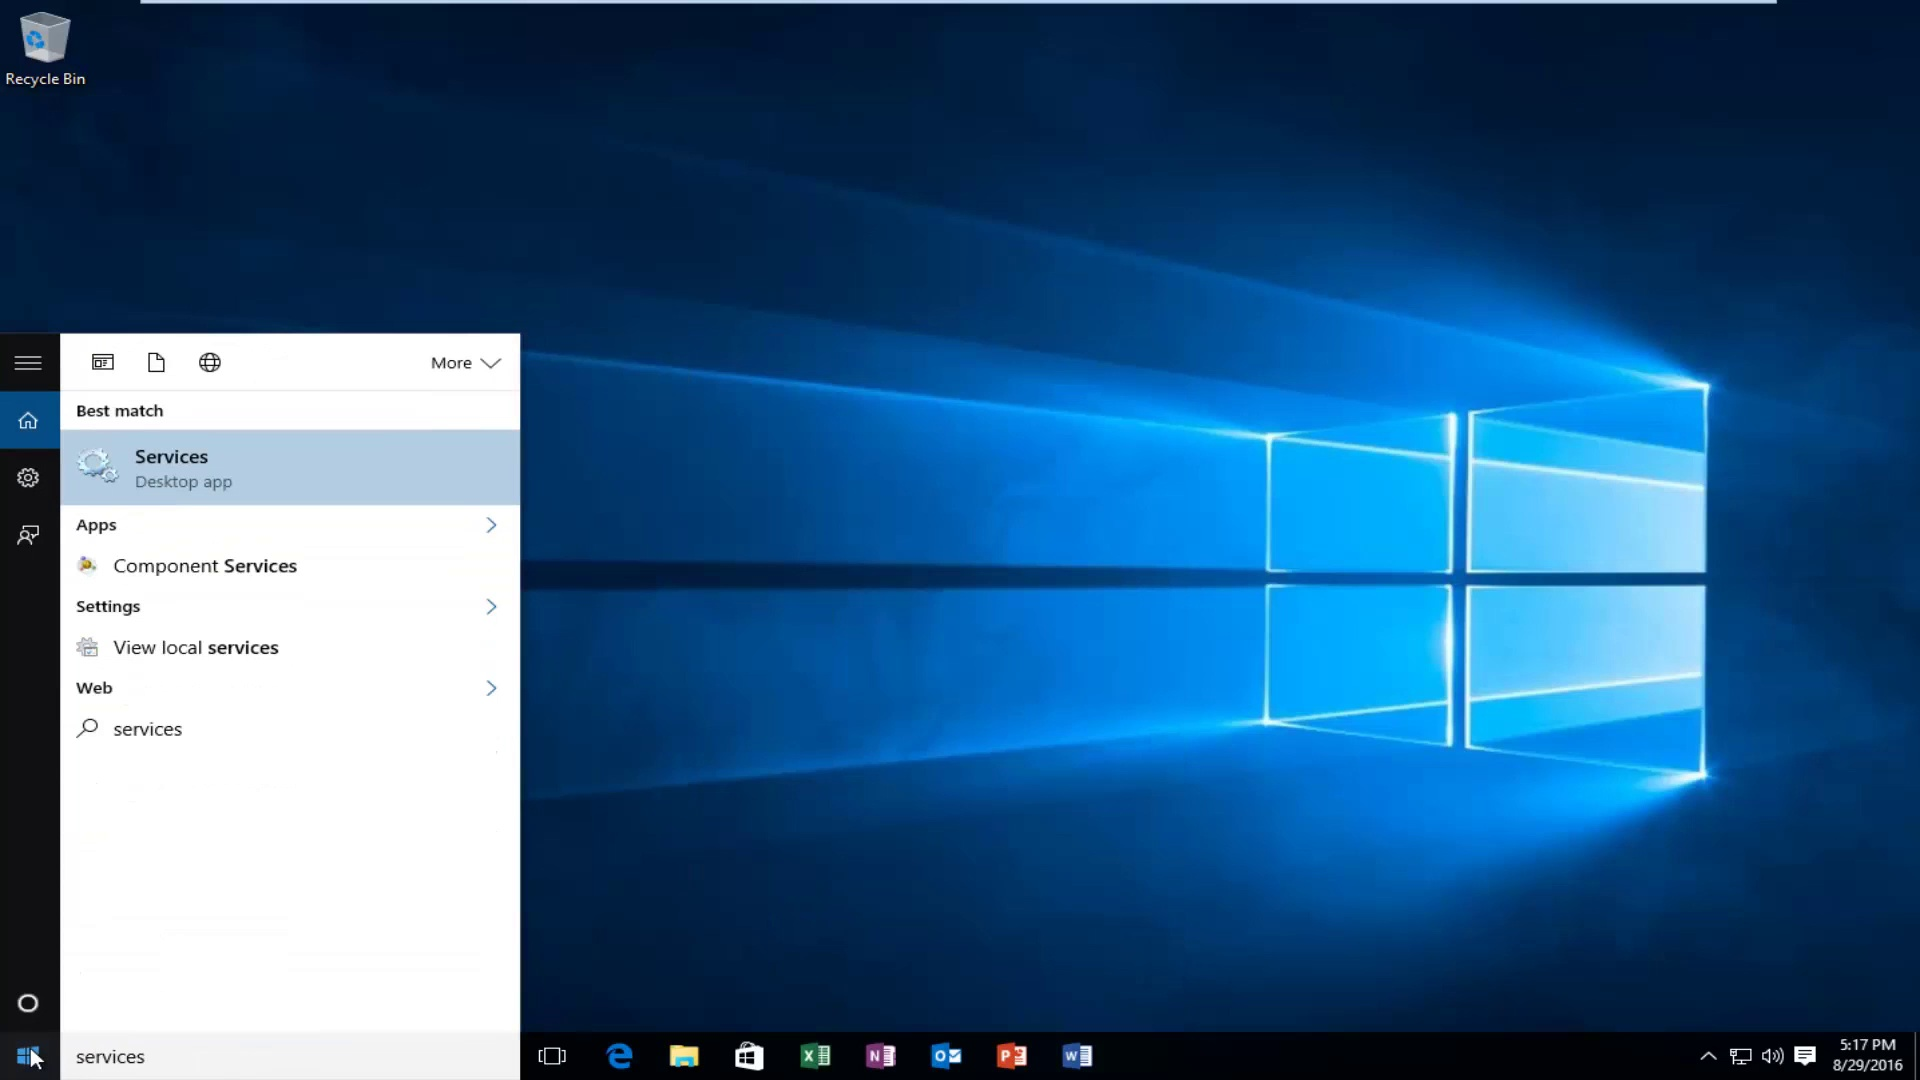 Recycle Bin
More
Best match
Services
Desktop app
Apps
Component Services
Settings
View local services
Web
services
services
5:17 PM
8/29/2016